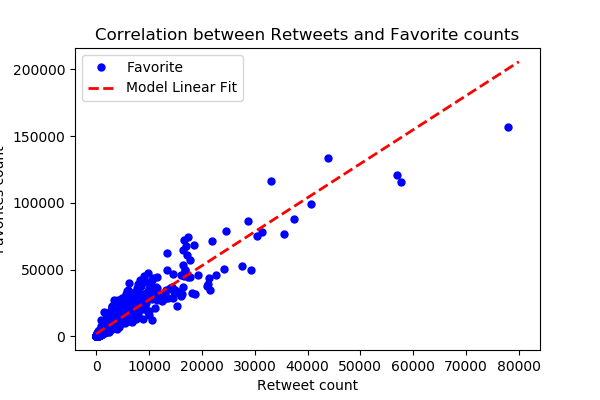 Correlation between Retweets and Favorite counts
Favorite
Model Linear Fit
200000
150000
100000
50000
0
Favorites count
0 10000 20000 30000 40000 50000 60000 70000 80000
Retweet count